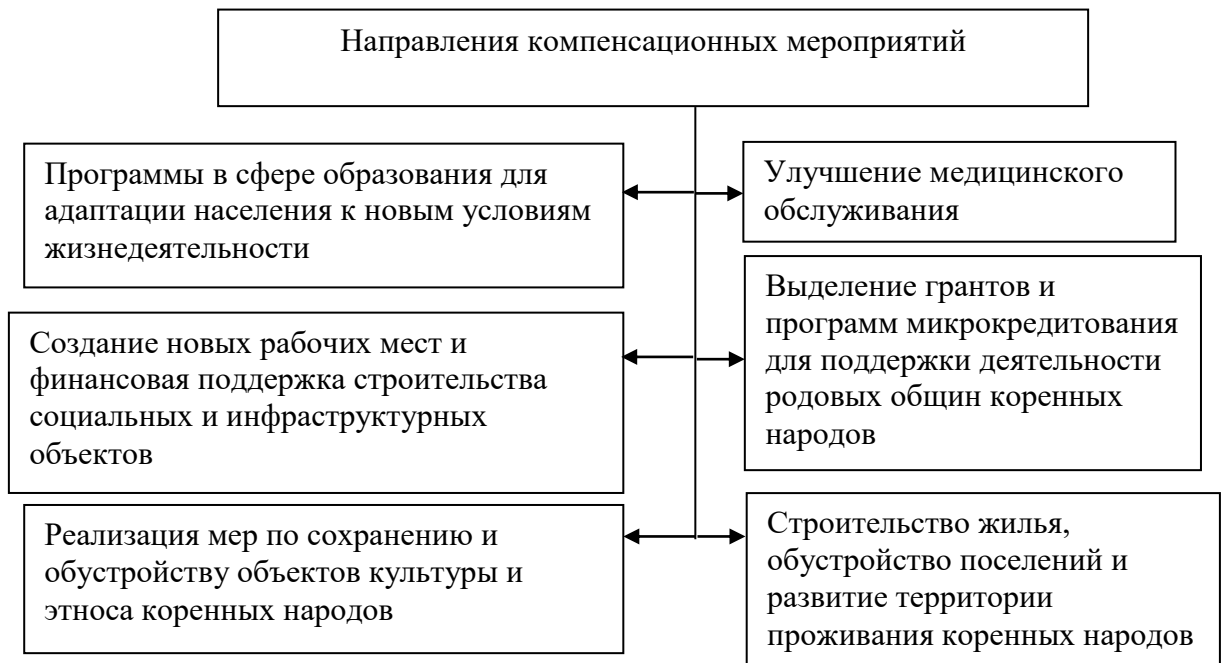 Направления компенсационных мероприятий
Программы в сфере образования для
адаптации населения к новым условиям
жизнедеятельности
Улучшение медицинского
обслуживания
Создание новых рабочих мест и
финансовая поддержка строительства
социальных и инфраструктурных
объектов
Выделение грантов и
программ микрокредитования
для поддержки деятельности
родовых общин коренных
народов
Реализация мер по сохранению и
обустройству объектов культуры и
этноса коренных народов
Строительство жилья,
обустройство поселений и
развитие территории
проживания коренных народов